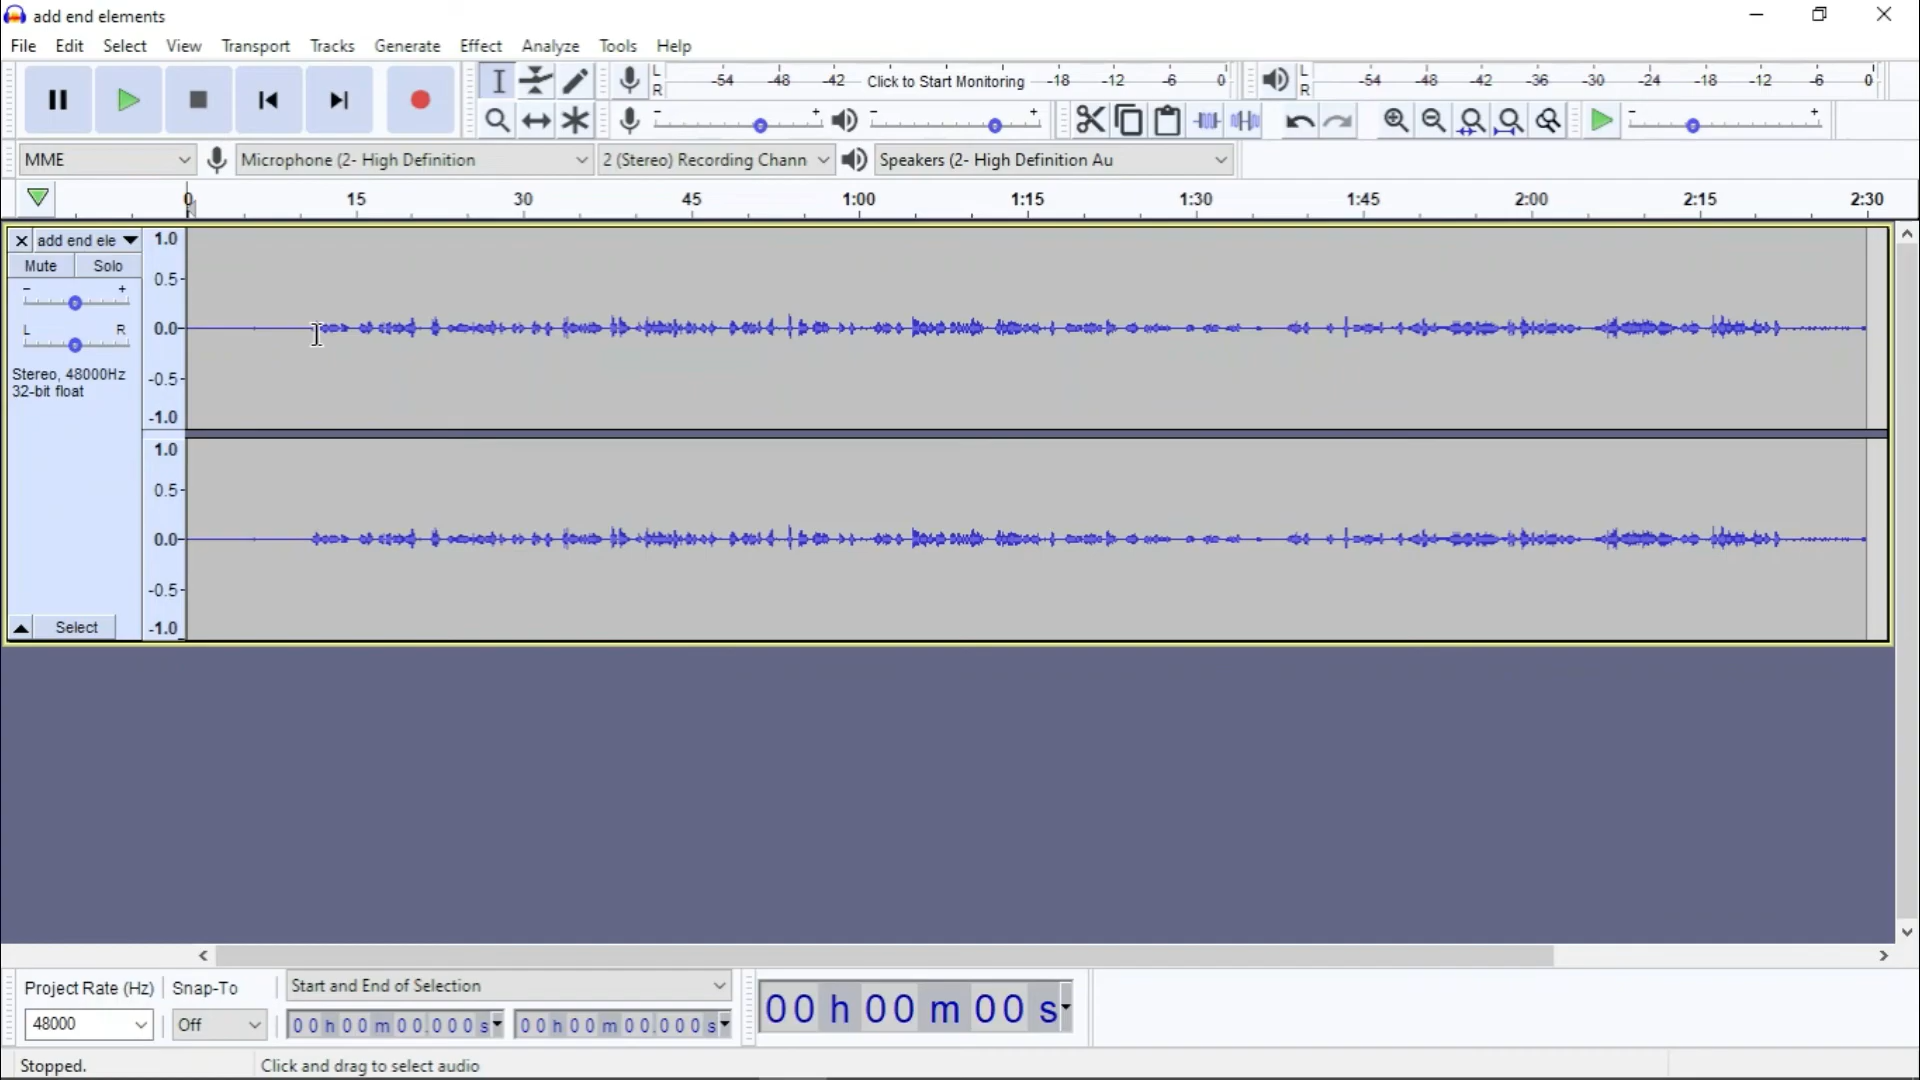 add end elements
File Edit Select View Transport Tracks Generate Effect Analyze Tools Help
L R -54 -48 -42 Click to Start Monitoring -18 -12 -6 0 L R -54 -48 -42 -36 -30 -24 -18 -12 -6 0
- + - + - +
MME Microphone (2- High Definition 2 (Stereo) Recording Chann Speakers (2- High Definition Au
0 15 30 45 1:00 1:15 1:30 1:45 2:00 2:15 2:30
add end ele 1.0
Mute Solo
0.5-
- +
L R 0.0-
Stereo, 48000Hz -0.5-
32-bit float
-1.0
1.0
0.5-
0.0-
-0.5-
Select -1.0
Project Rate (Hz) Snap-To Start and End of Selection
48000 Off 00 h 00 m 00.000 s 00 h 00 m 00.000 s 00 h 00 m 00 s
Stopped. Click and drag to select audio